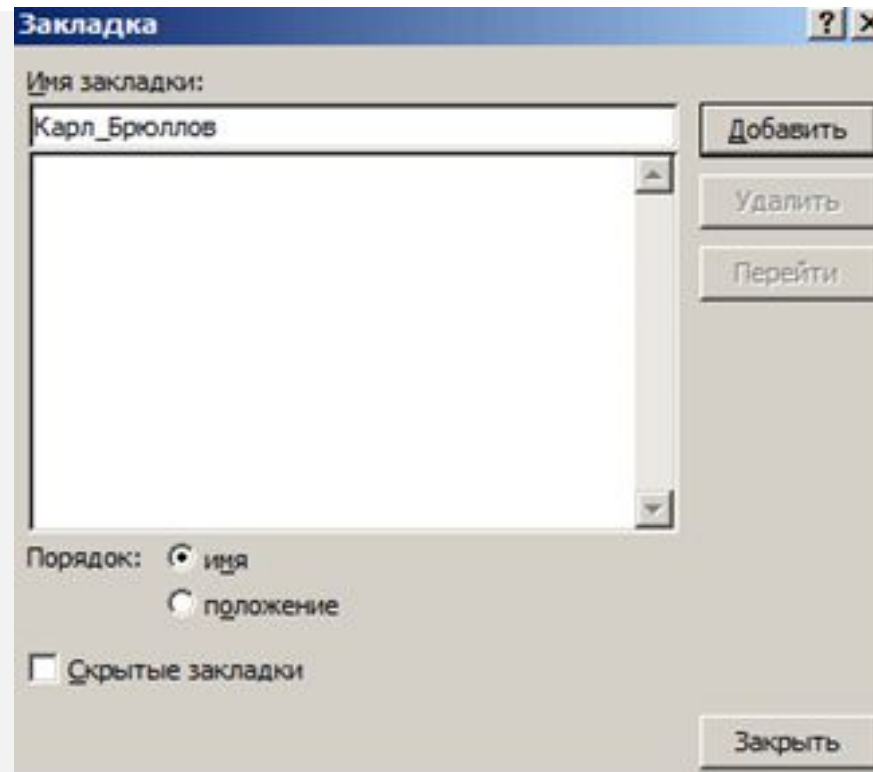 Закладка
Имя закладки:
Карл_Брюллов
Добавить
Удалить
Перейти
Порядок: имя
положение
Скрытые закладки
Закрыть